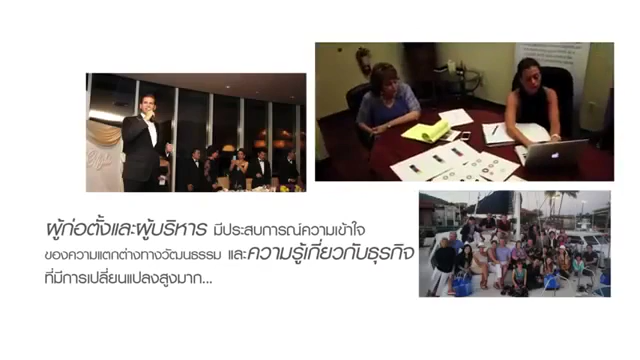 ผู้ก่อตั้งและผู้บริหาร มีประสบการณ์ความเข้าใจ
ของความแตกต่างทางวัฒนธรรม และความรู้เกี่ยวกับธุรกิจ
ที่มีการเปลี่ยนแปลงสูงมาก...